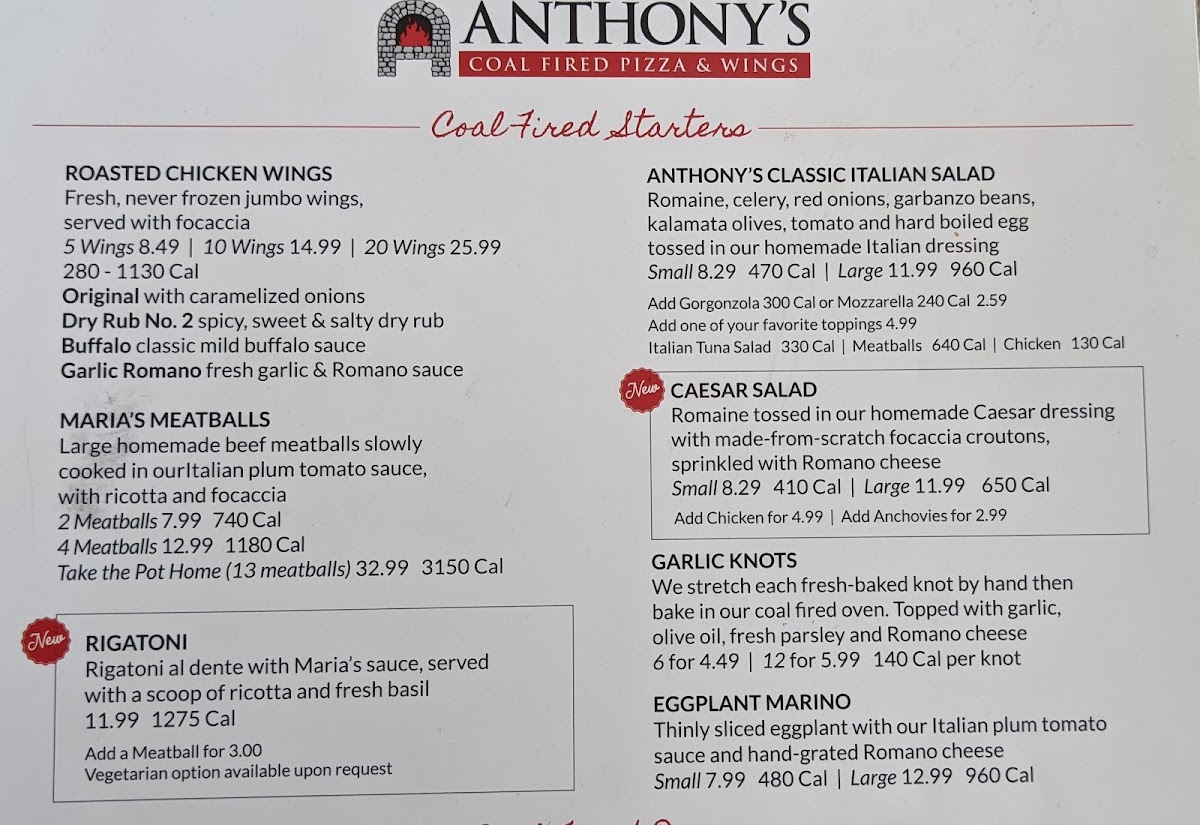 ANTHONY'S
COAL FIRED PIZZA & WINGS
Coal Fired Starters
ROASTED CHICKEN WINGS
Fresh, never frozen jumbo wings,
served with focaccia
5 Wings 8.49 | 10 Wings 14.99 | 20 Wings 25.99
280 - 1130 Cal
Original with caramelized onions
Dry Rub No. 2 spicy, sweet & salty dry rub
Buffalo classic mild buffalo sauce
Garlic Romano fresh garlic & Romano sauce
MARIA'S MEATBALLS
Large homemade beef meatballs slowly
cooked in ourItalian plum tomato sauce,
with ricotta and focaccia
2 Meatballs 7.99 740 Cal
4 Meatballs 12.99 1180 Cal
Take the Pot Home (13 meatballs) 32.99 3150 Cal
New
RIGATONI
Rigatoni al dente with Maria's sauce, served
with a scoop of ricotta and fresh basil
11.99 1275 Cal
Add a Meatball for 3.00
Vegetarian option available upon request
ANTHONY'S CLASSIC ITALIAN SALAD
Romaine, celery, red onions, garbanzo beans,
kalamata olives, tomato and hard boiled egg
tossed in our homemade Italian dressing
Small 8.29 470 Cal | Large 11.99 960 Cal
Add Gorgonzola 300 Cal or Mozzarella 240 Cal 2.59
Add one of your favorite toppings 4.99
Italian Tuna Salad 330 Cal | Meatballs 640 Cal | Chicken 130 Cal
New
CAESAR SALAD
Romaine tossed in our homemade Caesar dressing
with made-from-scratch focaccia croutons,
sprinkled with Romano cheese
Small 8.29 410 Cal | Large 11.99 650 Cal
Add Chicken for 4.99 | Add Anchovies for 2.99
GARLIC KNOTS
We stretch each fresh-baked knot by hand then
bake in our coal fired oven. Topped with garlic,
olive oil, fresh parsley and Romano cheese
6 for 4.49 | 12 for 5.99 140 Cal per knot
EGGPLANT MARINO
Thinly sliced eggplant with our Italian plum tomato
sauce and hand-grated Romano cheese
Small 7.99 480 Cal | Large 12.99 960 Cal